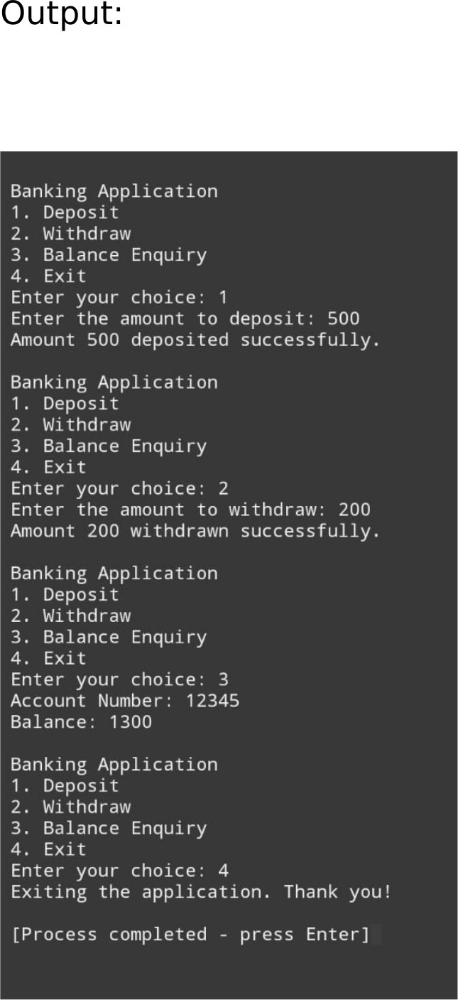 Output:
Banking Application
1. Deposit
2. Withdraw
3. Balance Enquiry
4. Exit
Enter your choice: 1
Enter the amount to deposit: 500
Amount 500 deposited successfully.
Banking Application
1. Deposit
2. Withdraw
3. Balance Enquiry
4. Exit
Enter your choice: 2
Enter the amount to withdraw: 200
Amount 200 withdrawn successfully.
Banking Application
1. Deposit
2. Withdraw
3. Balance Enquiry
4. Exit
Enter your choice: 3
Account Number: 12345
Balance: 1300
Banking Application
1. Deposit
2. Withdraw
3. Balance Enquiry
4. Exit
Enter your choice: 4
Exiting the application. Thank you!
[Process completed - press Enter]